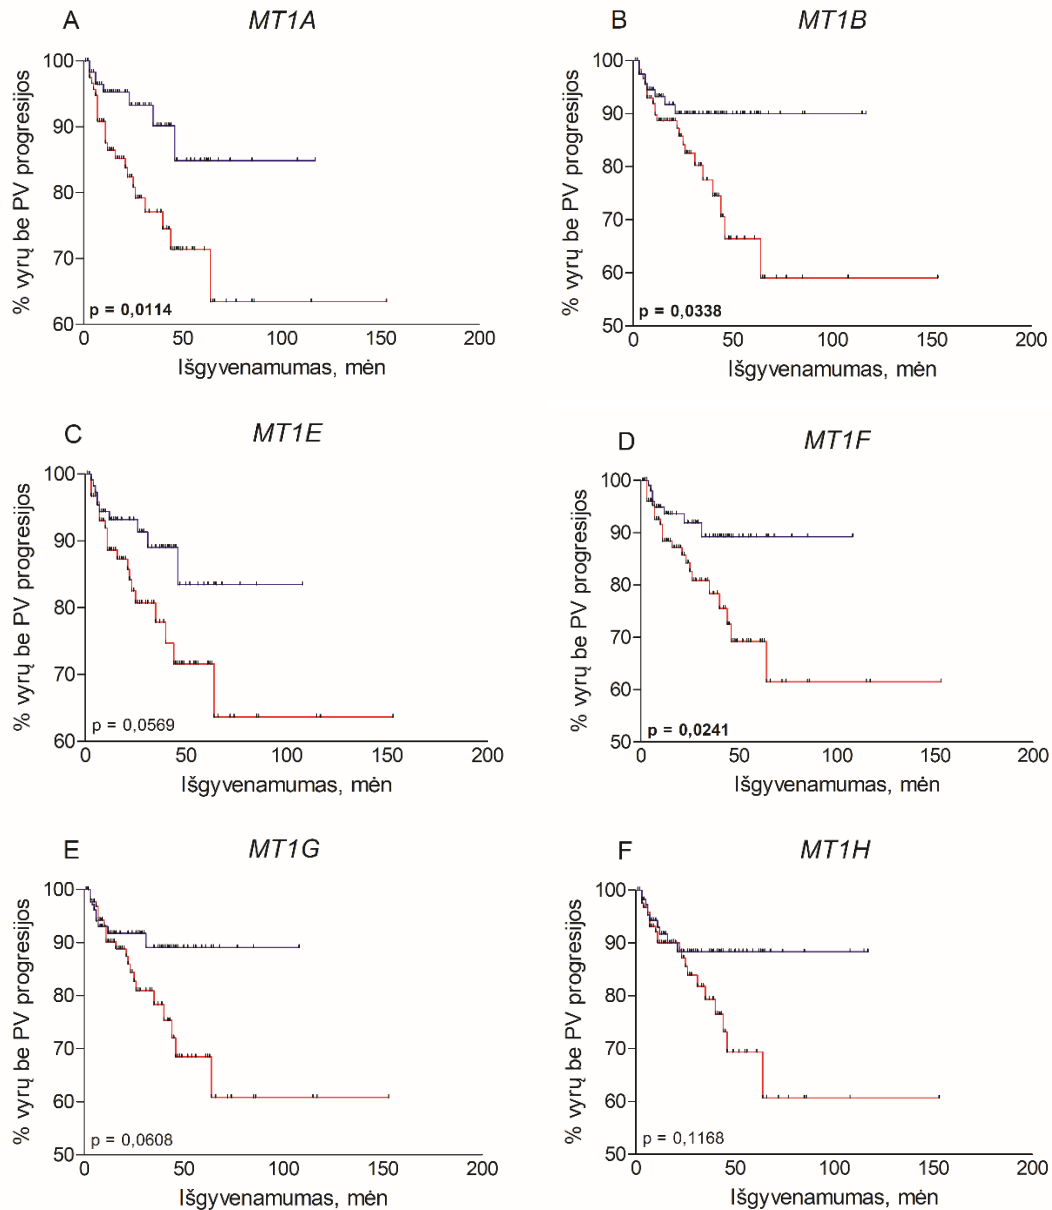 A
MT1A
% vyrų be PV progresijos
100
90
80
70
60
p = 0,0114
0
50
100
150
200
Išgyvenamumas, mėn
B
MT1B
% vyrų be PV progresijos
100
90
80
70
60
50
p = 0,0338
0
50
100
150
200
Išgyvenamumas, mėn
C
MT1E
% vyrų be PV progresijos
100
90
80
70
60
p = 0,0569
0
50
100
150
200
Išgyvenamumas, mėn
D
MT1F
% vyrų be PV progresijos
100
90
80
70
60
50
p = 0,0241
0
50
100
150
200
Išgyvenamumas, mėn
E
MT1G
% vyrų be PV progresijos
100
90
80
70
60
50
p = 0,0608
0
50
100
150
200
Išgyvenamumas, mėn
F
MT1H
% vyrų be PV progresijos
100
90
80
70
60
50
p = 0,1168
0
50
100
150
200
Išgyvenamumas, mėn